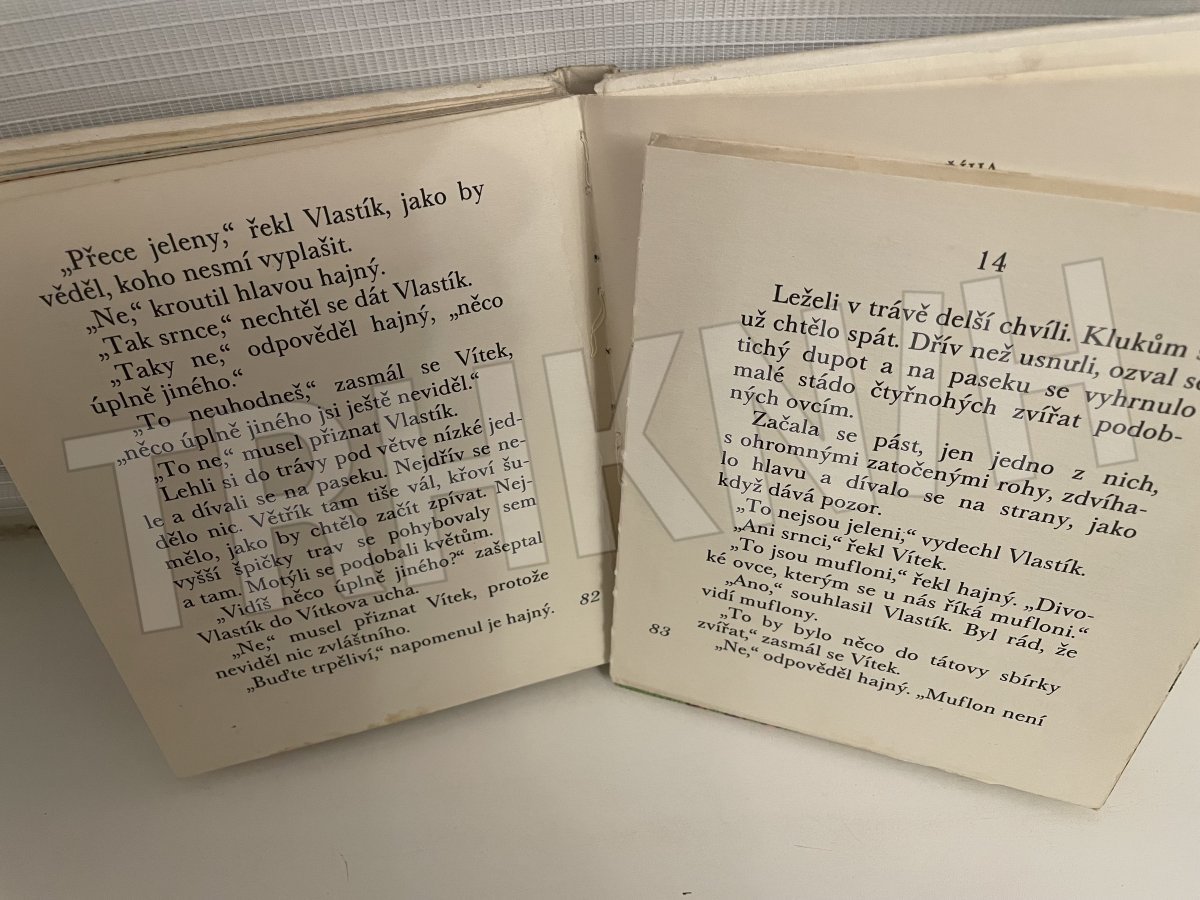 „Přece jeleny,“ řekl Vlastík, jako by
věděl, koho nesmí vyplašit.
„Ne,“ kroutil hlavou hajný.
„Tak srnce,“ nechtěl se dát Vlastík.
„Taky ne,“ odpověděl hajný, „něco
úplně jiného.“
„To neuhodneš,“ zasmál se Vítek,
„něco úplně jiného jsi ještě neviděl.“
„To ne,“ musel přiznat Vlastík.
Lehli si do trávy pod větve nízké jed-
le a dívali se na paseku. Nejdřív se ne-
dělo nic. Větřík tam tiše vál, křoví šu-
mělo, jako by chtělo začít zpívat. Nej-
vyšší špičky trav se pohybovaly sem
a tam. Motýli se podobali květům.
„Vidíš něco úplně jiného?“ zašeptal
Vlastík do Vítkova ucha.
„Ne,“ musel přiznat Vítek, protože
neviděl nic zvláštního.
„Buďte trpěliví,“ napomenul je hajný.
82
14
Leželi v trávě delší chvíli. Klukům
už chtělo spát. Dřív než usnuli, ozval se
tichý dupot a na paseku se vyhrnulo
malé stádo čtyřnohých zvířat podob-
ných ovcím.
Začala se pást, jen jedno z nich,
s ohromnými zatočenými rohy, zdvíha-
lo hlavu a dívalo se na strany, jako
když dává pozor.
„To nejsou jeleni,“ vydechl Vlastík.
„Ani srnci,“ řekl Vítek.
„To jsou mufloni,“ řekl hajný. „Divo-
ké ovce, kterým se u nás říká mufloni.“
„Ano,“ souhlasil Vlastík. Byl rád, že
vidí muflony.
„To by bylo něco do tátovy sbírky
zvířat,“ zasmál se Vítek.
„Ne,“ odpověděl hajný. „Muflon není
83
TRHKNIH